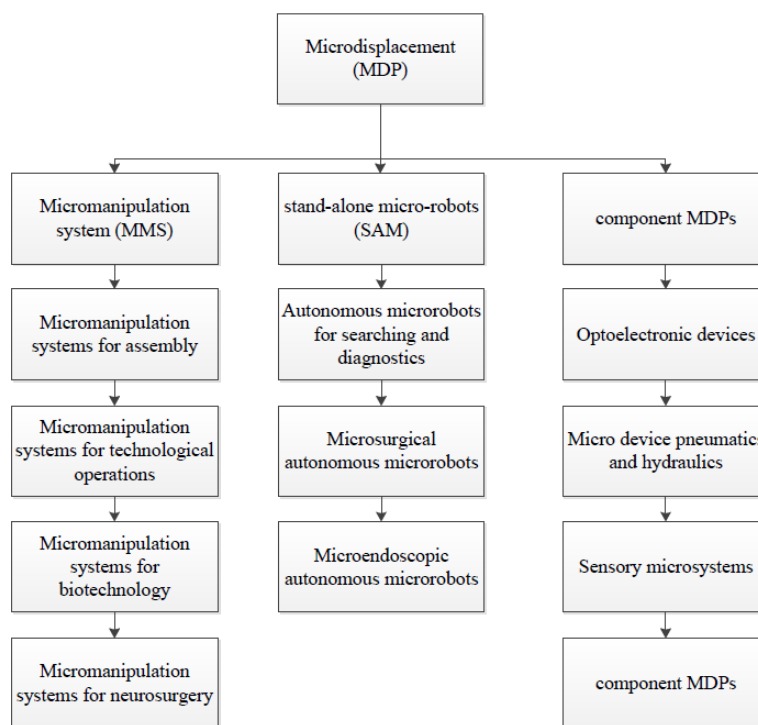 Microdisplacement
(MDP)
Micromanipulation
system (MMS)
stand-alone micro-robots
(SAM)
component MDPs
Micromanipulation
systems for assembly
Autonomous microrobots
for searching and
diagnostics
Optoelectronic devices
Micromanipulation
systems for technological
operations
Microsurgical
autonomous microrobots
Micro device pneumatics
and hydraulics
Micromanipulation
systems for
biotechnology
Microendoscopic
autonomous microrobots
Sensory microsystems
Micromanipulation
systems for neurosurgery
component MDPs